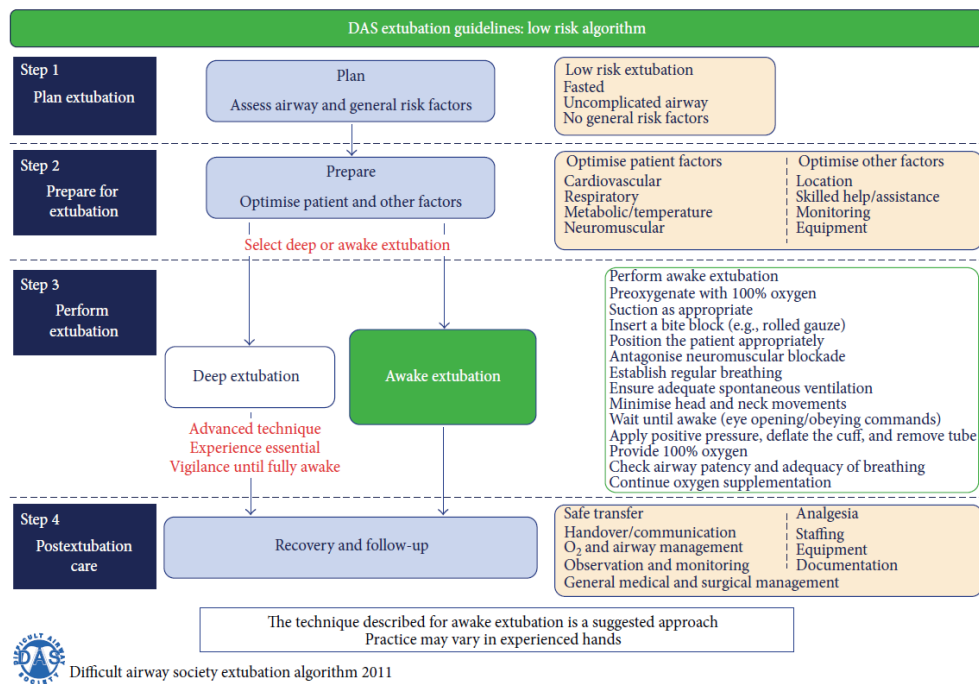 DAS extubation guidelines: low risk algorithm
Step 1
Plan extubation
Plan
Assess airway and general risk factors
Low risk extubation
Fasted
Uncomplicated airway
No general risk factors
Step 2
Prepare for
extubation
Prepare
Optimise patient and other factors
Select deep or awake extubation
Optimise patient factors
Cardiovascular
Respiratory
Metabolic/temperature
Neuromuscular
Optimise other factors
Location
Skilled help/assistance
Monitoring
Equipment
Step 3
Perform
extubation
Deep extubation
Advanced technique
Experience essential
Vigilance until fully awake
Awake extubation
Perform awake extubation
Preoxygenate with 100% oxygen
Suction as appropriate
Insert a bite block (e.g., rolled gauze)
Position the patient appropriately
Antagonise neuromuscular blockade
Establish regular breathing
Ensure adequate spontaneous ventilation
Minimise head and neck movements
Wait until awake (eye opening/obeying commands)
Apply positive pressure, deflate the cuff, and remove tube
Provide 100% oxygen
Check airway patency and adequacy of breathing
Continue oxygen supplementation
Step 4
Postextubation
care
Recovery and follow-up
Safe transfer
Handover/communication
O₂ and airway management
Observation and monitoring
General medical and surgical management
Analgesia
Staffing
Equipment
Documentation
The technique described for awake extubation is a suggested approach
Practice may vary in experienced hands
DIFFICULT AIRWAY
DAS
SOCIETY
Difficult airway society extubation algorithm 2011